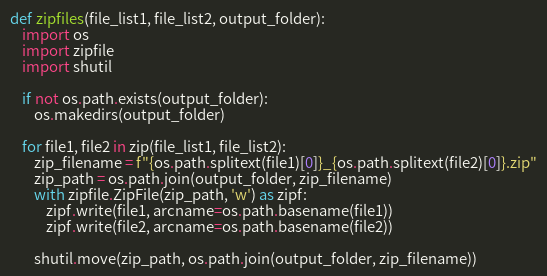 def zipfiles(file_list1, file_list2, output_folder):
    import os
    import zipfile
    import shutil

    if not os.path.exists(output_folder):
        os.makedirs(output_folder)

    for file1, file2 in zip(file_list1, file_list2):
        zip_filename = f"{os.path.splitext(file1)[0]}_{os.path.splitext(file2)[0]}.zip"
        zip_path = os.path.join(output_folder, zip_filename)
        with zipfile.ZipFile(zip_path, 'w') as zipf:
            zipf.write(file1, arcname=os.path.basename(file1))
            zipf.write(file2, arcname=os.path.basename(file2))

        shutil.move(zip_path, os.path.join(output_folder, zip_filename))